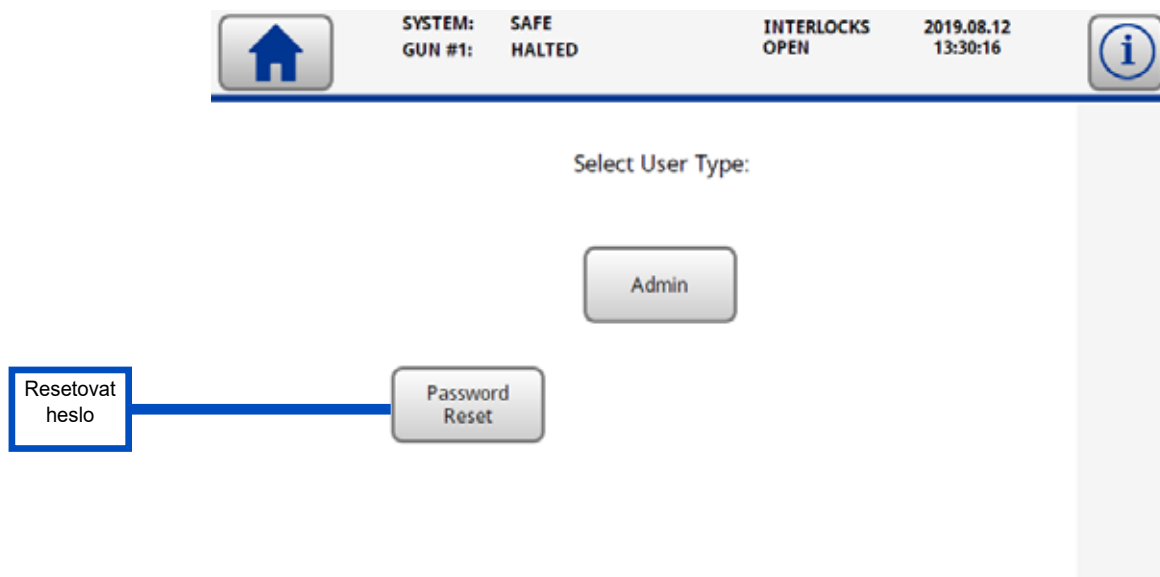 SYSTEM: SAFE INTERLOCKS 2019.08.12
GUN #1: HALTED OPEN 13:30:16
i
Select User Type:
Admin
Resetovat
heslo
Password
Reset